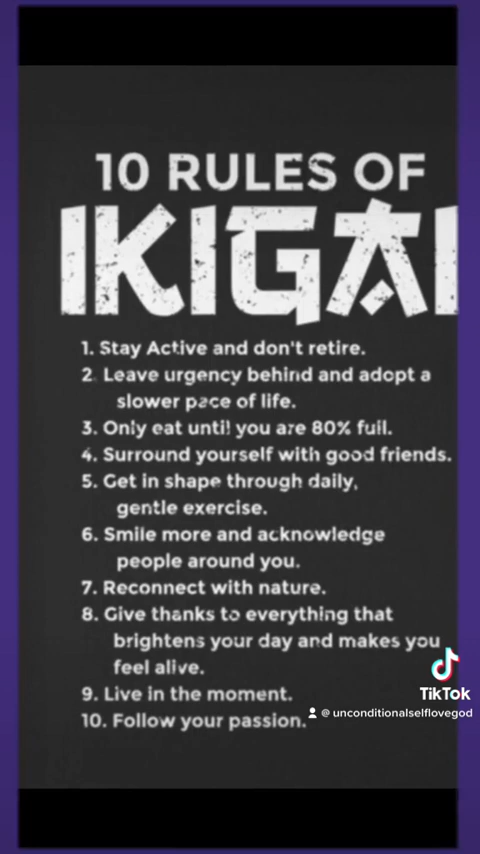 10 RULES OF
IKIGAI
1. Stay Active and don't retire.
2. Leave urgency behind and adopt a
slower pace of life.
3. Only eat until you are 80% full.
4. Surround yourself with good friends.
5. Get in shape through daily,
gentle exercise.
6. Smile more and acknowledge
people around you.
7. Reconnect with nature.
8. Give thanks to everything that
brightens your day and makes you
feel alive.
9. Live in the moment.
10. Follow your passion.
TikTok
@ unconditionalselflovegod